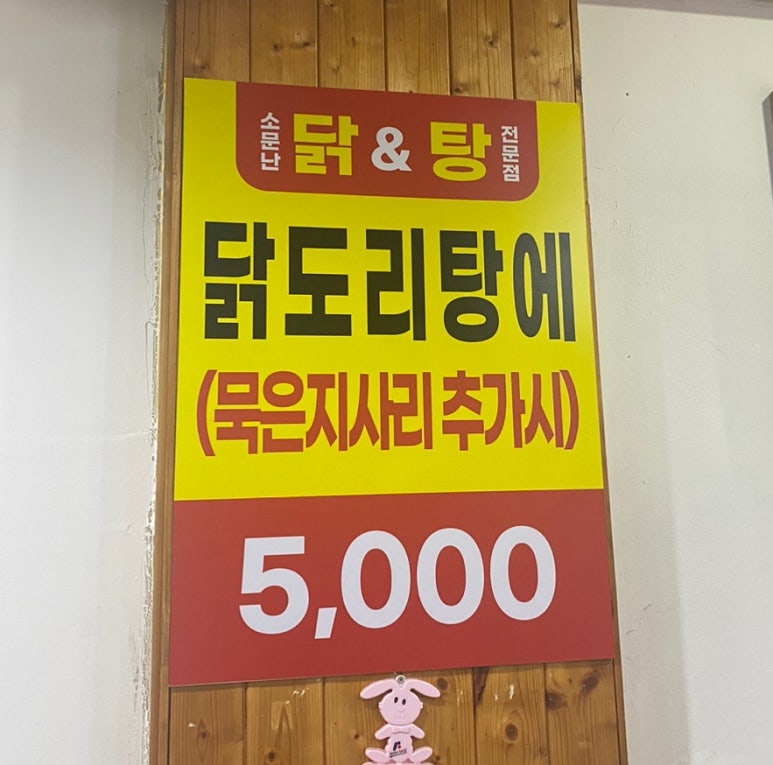 소문난 닭 & 탕 전문점
닭도리탕에
(묵은지사리 추가시)
5,000